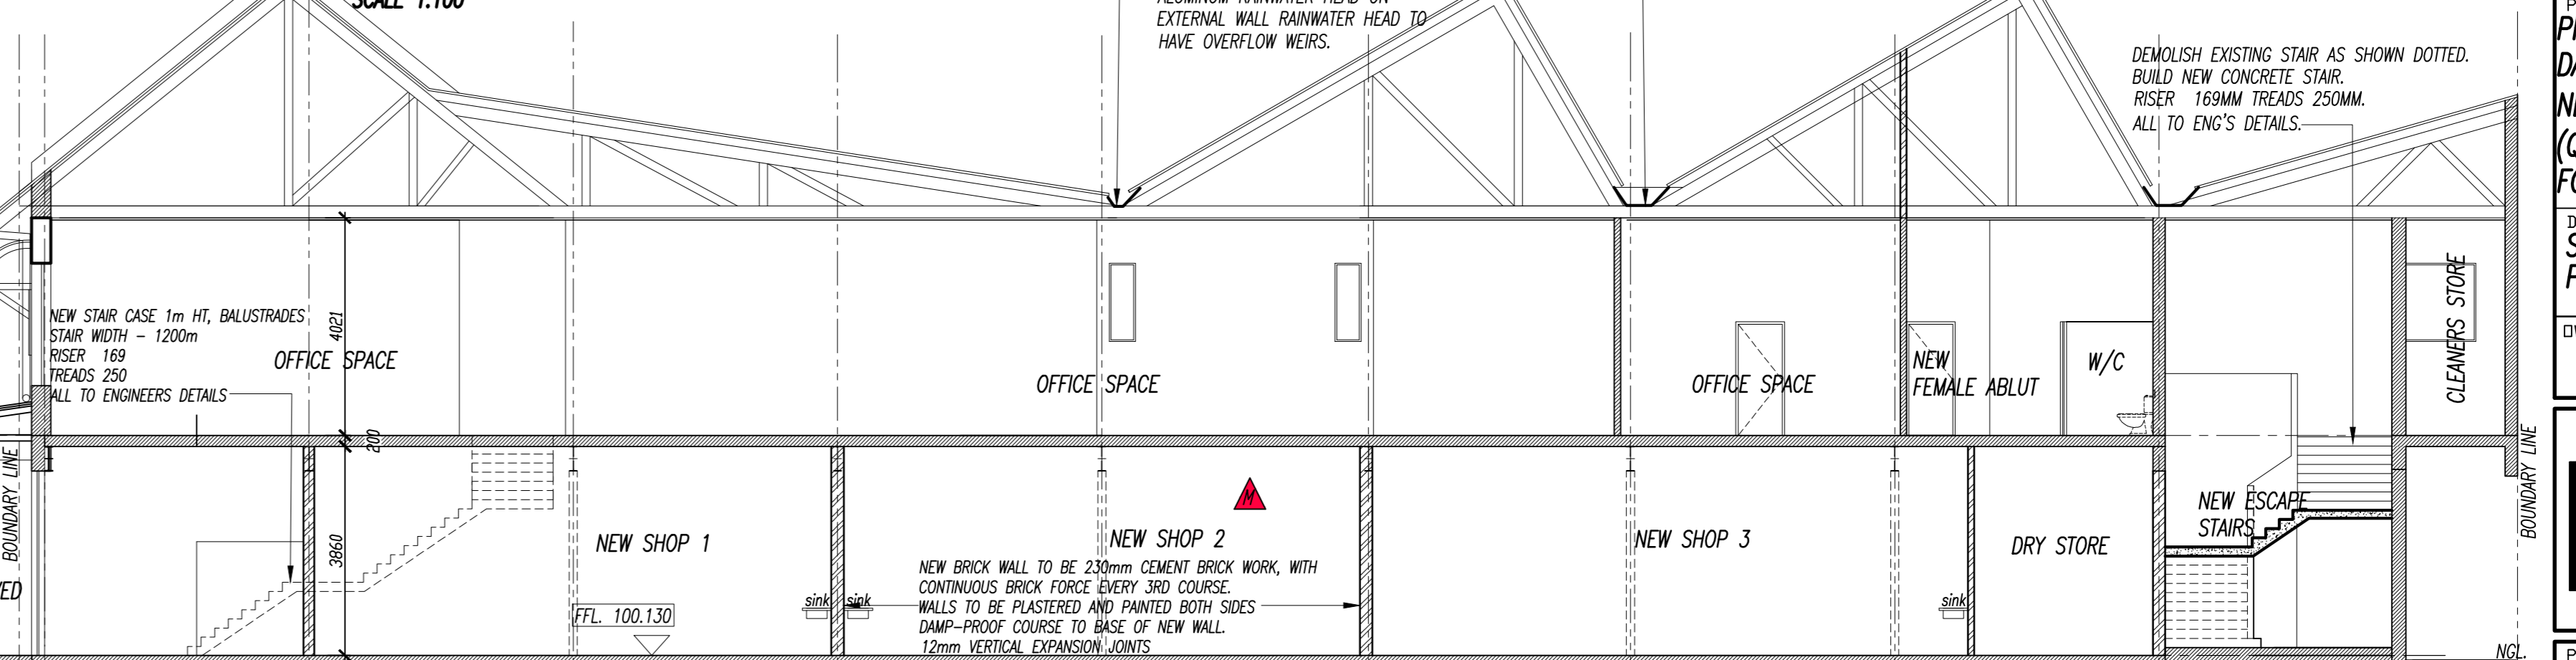 SCALE 1:100
EXTERNAL WALL RAINWATER HEAD TO
HAVE OVERFLOW WEIRS.
DEMOLISH EXISTING STAIR AS SHOWN DOTTED.
BUILD NEW CONCRETE STAIR.
RISER 169MM TREADS 250MM.
ALL TO ENG'S DETAILS.
NEW STAIR CASE 1m HT, BALUSTRADES
STAIR WIDTH - 1200m
RISER 169
TREADS 250
ALL TO ENGINEERS DETAILS
4021
OFFICE SPACE
OFFICE SPACE
OFFICE SPACE
NEW
FEMALE ABLUT
W/C
CLEANERS STORE
200
BOUNDARY LINE
3860
NEW SHOP 1
M
NEW SHOP 2
NEW SHOP 3
DRY STORE
NEW ESCAPE
STAIRS
BOUNDARY LINE
NEW BRICK WALL TO BE 230mm CEMENT BRICK WORK, WITH
CONTINUOUS BRICK FORCE EVERY 3RD COURSE.
WALLS TO BE PLASTERED AND PAINTED BOTH SIDES
DAMP-PROOF COURSE TO BASE OF NEW WALL.
12mm VERTICAL EXPANSION JOINTS
sink
sink
sink
FFL. 100.130
NGL.